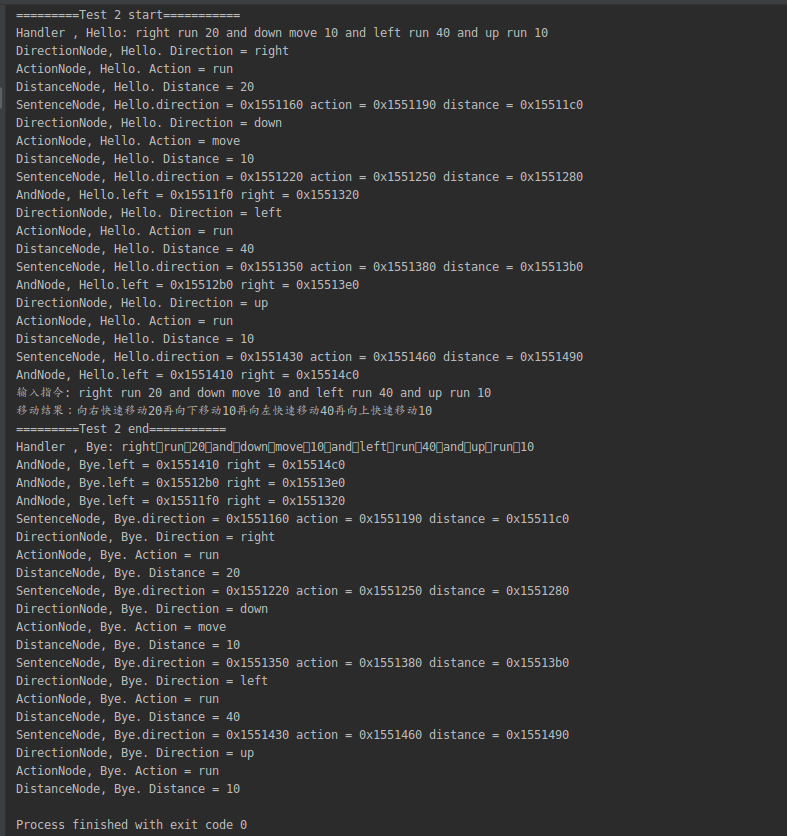 =========Test 2 start===========
Handler , Hello: right run 20 and down move 10 and left run 40 and up run 10
DirectionNode, Hello. Direction = right
ActionNode, Hello. Action = run
DistanceNode, Hello. Distance = 20
SentenceNode, Hello.direction = 0x1551160 action = 0x1551190 distance = 0x15511c0
DirectionNode, Hello. Direction = down
ActionNode, Hello. Action = move
DistanceNode, Hello. Distance = 10
SentenceNode, Hello.direction = 0x1551220 action = 0x1551250 distance = 0x1551280
AndNode, Hello.left = 0x15511f0 right = 0x1551320
DirectionNode, Hello. Direction = left
ActionNode, Hello. Action = run
DistanceNode, Hello. Distance = 40
SentenceNode, Hello.direction = 0x1551350 action = 0x1551380 distance = 0x15513b0
AndNode, Hello.left = 0x15512b0 right = 0x15513e0
DirectionNode, Hello. Direction = up
ActionNode, Hello. Action = run
DistanceNode, Hello. Distance = 10
SentenceNode, Hello.direction = 0x1551430 action = 0x1551460 distance = 0x1551490
AndNode, Hello.left = 0x1551410 right = 0x15514c0
输入指令: right run 20 and down move 10 and left run 40 and up run 10
移动结果：向右快速移动20再向下移动10再向左快速移动40再向上快速移动10
=========Test 2 end===========
Handler , Bye: right□run□20□and□down□move□10□and□left□run□40□and□up□run□10
AndNode, Bye.left = 0x1551410 right = 0x15514c0
AndNode, Bye.left = 0x15512b0 right = 0x15513e0
AndNode, Bye.left = 0x15511f0 right = 0x1551320
SentenceNode, Bye.direction = 0x1551160 action = 0x1551190 distance = 0x15511c0
DirectionNode, Bye. Direction = right
ActionNode, Bye. Action = run
DistanceNode, Bye. Distance = 20
SentenceNode, Bye.direction = 0x1551220 action = 0x1551250 distance = 0x1551280
DirectionNode, Bye. Direction = down
ActionNode, Bye. Action = move
DistanceNode, Bye. Distance = 10
SentenceNode, Bye.direction = 0x1551350 action = 0x1551380 distance = 0x15513b0
DirectionNode, Bye. Direction = left
ActionNode, Bye. Action = run
DistanceNode, Bye. Distance = 40
SentenceNode, Bye.direction = 0x1551430 action = 0x1551460 distance = 0x1551490
DirectionNode, Bye. Direction = up
ActionNode, Bye. Action = run
DistanceNode, Bye. Distance = 10
Process finished with exit code 0